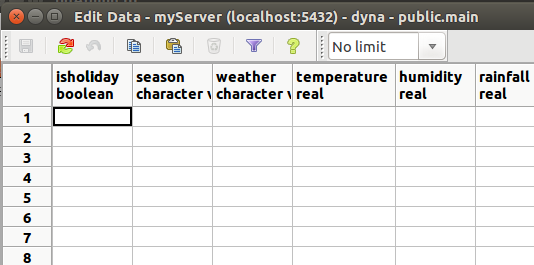 Edit Data - myServer (localhost:5432) - dyna - public.main
No limit
isholiday season weather temperature humidity rainfall
boolean character character real real real
1
2
3
4
5
6
7
8